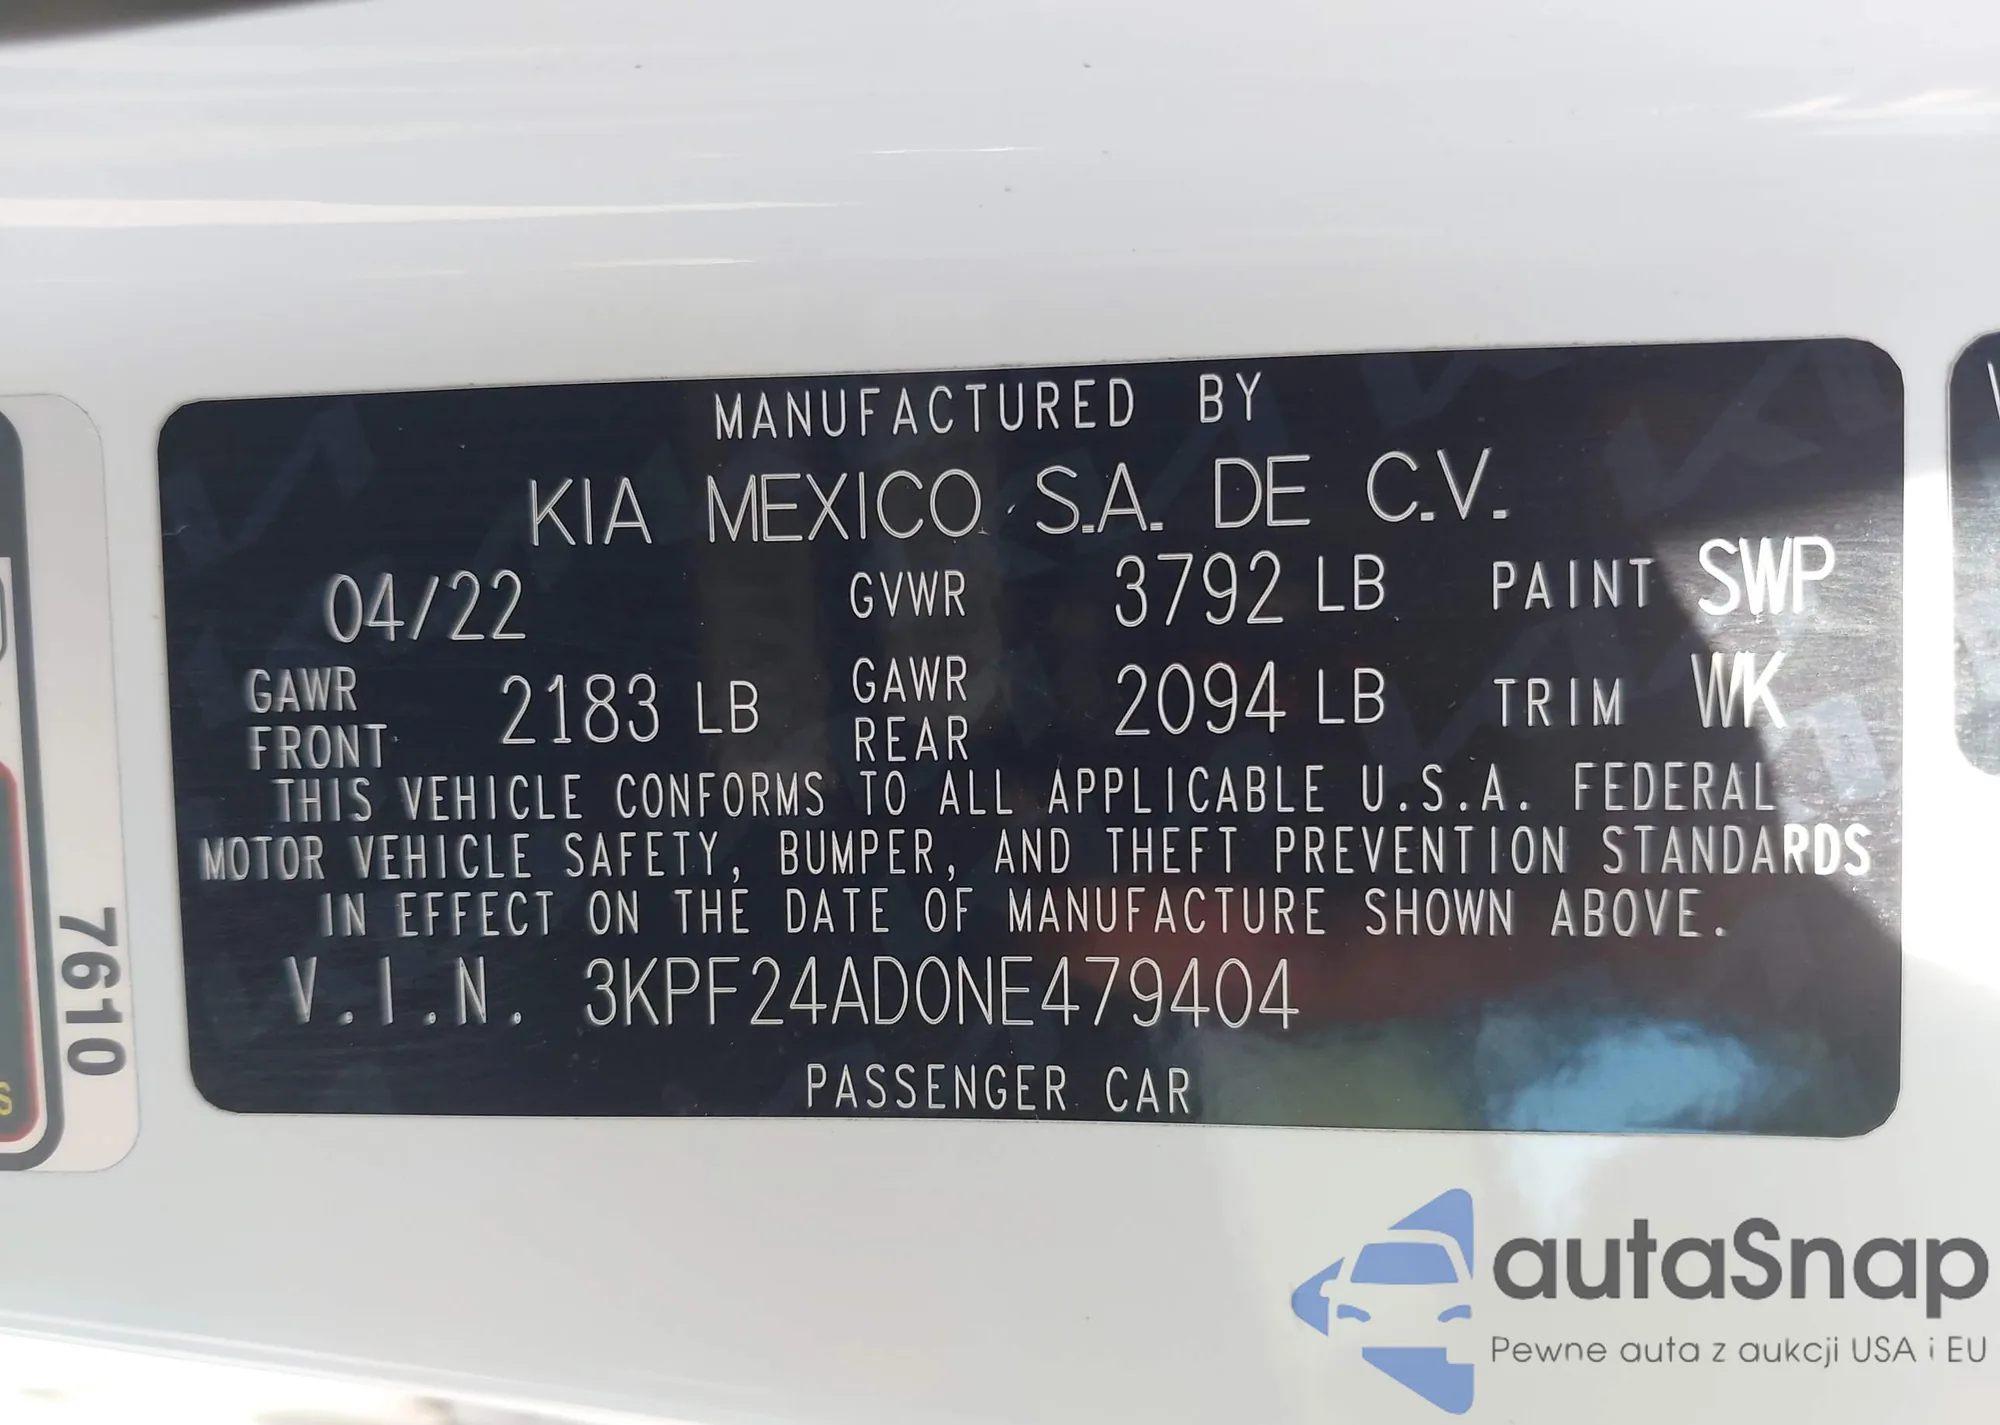 MANUFACTURED BY
KIA MEXICO S.A. DE C.V.
04/22 GVWR 3792 LB PAINT SWP
GAWR FRONT 2183 LB GAWR REAR 2094 LB TRIM WK
THIS VEHICLE CONFORMS TO ALL APPLICABLE U.S.A. FEDERAL
MOTOR VEHICLE SAFETY, BUMPER, AND THEFT PREVENTION STANDARDS
IN EFFECT ON THE DATE OF MANUFACTURE SHOWN ABOVE.
V.I.N. 3KPF24AD0NE479404
PASSENGER CAR
7610
autaSnap
Pewne auta z aukcji USA i EU